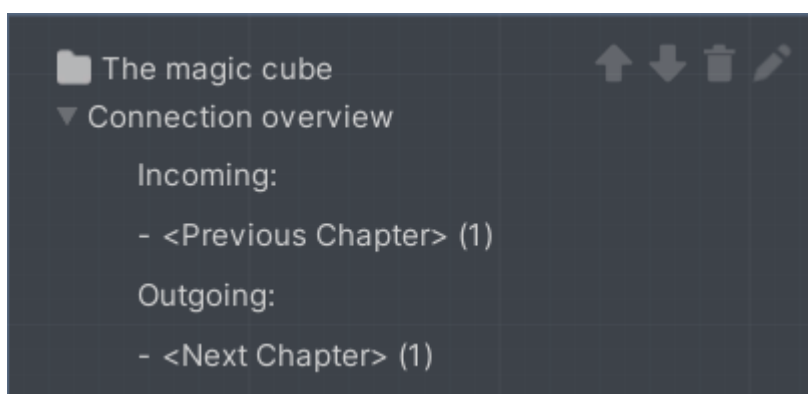 The magic cube
Connection overview
Incoming:
- <Previous Chapter> (1)
Outgoing:
- <Next Chapter> (1)